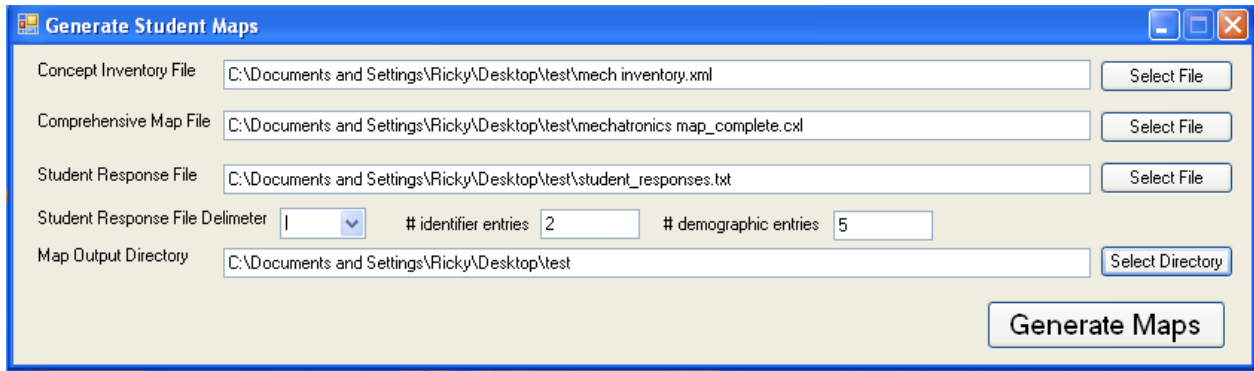 Generate Student Maps
Concept Inventory File C:\Documents and Settings\Ricky\Desktop\test\mech inventory.xml Select File
Comprehensive Map File C:\Documents and Settings\Ricky\Desktop\test\mechatronics map_complete.cxl Select File
Student Response File C:\Documents and Settings\Ricky\Desktop\test\student_responses.txt Select File
Student Response File Delimeter | # identifier entries 2 # demographic entries 5
Map Output Directory C:\Documents and Settings\Ricky\Desktop\test Select Directory
Generate Maps